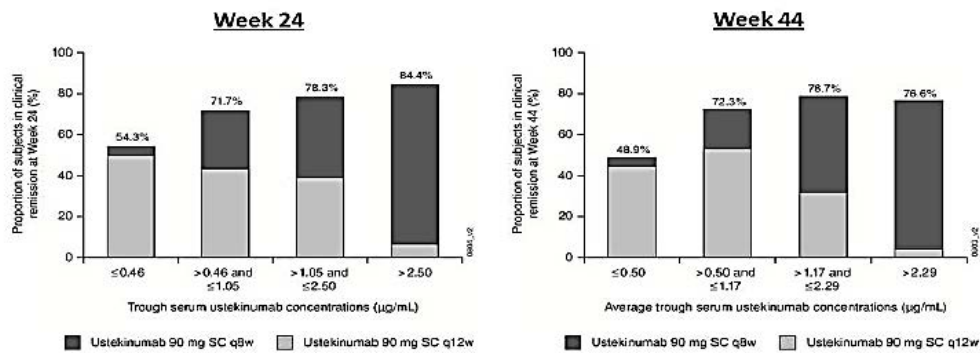 Week 24
Proportion of subjects in clinical
remission at Week 24 (%)
100
80
60
40
20
0
54.3%
71.7%
78.3%
84.4%
≤0.46
>0.46 and
≤1.05
>1.05 and
≤2.50
>2.50
Trough serum ustekinumab concentrations (µg/mL)
Ustekinumab 90 mg SC q8w
Ustekinumab 90 mg SC q12w
Week 44
Proportion of subjects in clinical
remission at Week 44 (%)
100
80
60
40
20
0
48.9%
72.3%
78.7%
76.6%
≤0.50
>0.50 and
≤1.17
>1.17 and
≤2.29
>2.29
Average trough serum ustekinumab concentrations (µg/mL)
Ustekinumab 90 mg SC q8w
Ustekinumab 90 mg SC q12w